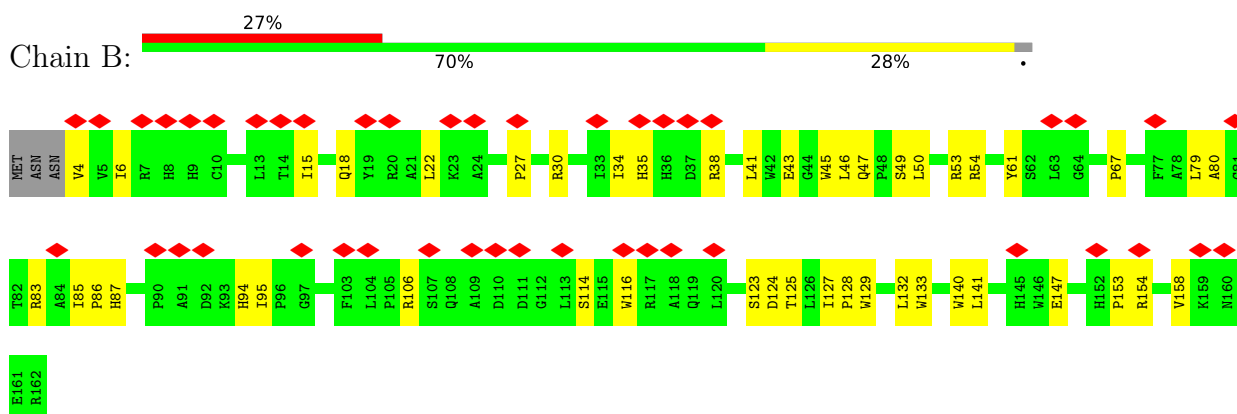 27%
Chain B:
70% 28% •
MET ASN ASN V4 V5 I6 R7 H8 H9 C10 L13 T14 I15 Q18 Y19 R20 A21 L22 K23 A24 P27 R30 I33 I34 H35 H36 D37 R38 L41 W42 E43 G44 W45 L46 Q47 P48 S49 L50 R53 R54 Y61 S62 L63 G64 P67 F77 A78 L79 A80
T82 R83 A84 I85 P86 H87 P90 A91 D92 K93 H94 I95 P96 G97 F103 L104 P105 R106 S107 Q108 A109 D110 D111 G112 L113 S114 E115 W116 R117 A118 Q119 L120 S123 D124 T125 L126 I127 P128 W129 L132 W133 W140 L141 H145 W146 E147 H152 P153 R154 V158 K159 N160
E161 R162